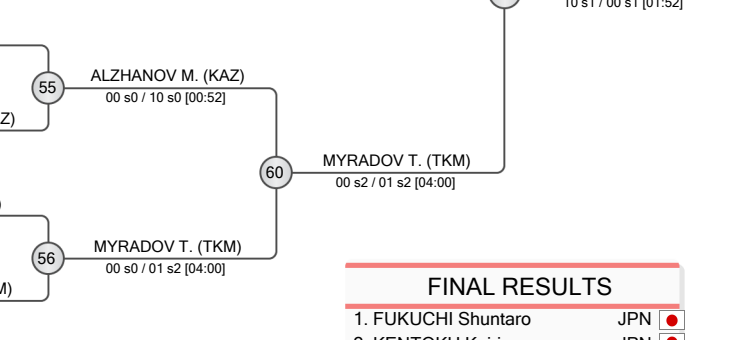 10 s1 / 00 s1 [01:52]
55
ALZHANOV M. (KAZ)
00 s0 / 10 s0 [00:52]
Z)
60
MYRADOV T. (TKM)
00 s2 / 01 s2 [04:00]
)
56
MYRADOV T. (TKM)
00 s0 / 01 s2 [04:00]
M)
FINAL RESULTS
1. FUKUCHI Shuntaro JPN